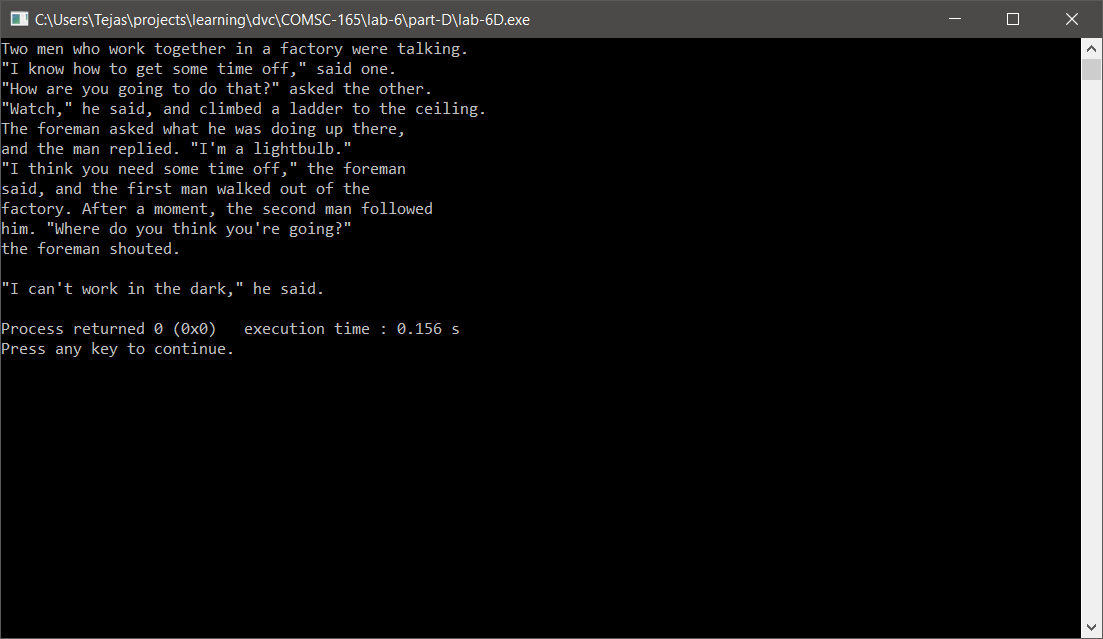 C:\Users\Tejas\projects\learning\dvc\COMSC-165\lab-6\part-D\lab-6D.exe
Two men who work together in a factory were talking.
"I know how to get some time off," said one.
"How are you going to do that?" asked the other.
"Watch," he said, and climbed a ladder to the ceiling.
The foreman asked what he was doing up there,
and the man replied. "I'm a lightbulb."
"I think you need some time off," the foreman
said, and the first man walked out of the
factory. After a moment, the second man followed
him. "Where do you think you're going?"
the foreman shouted.
"I can't work in the dark," he said.
Process returned 0 (0x0)   execution time : 0.156 s
Press any key to continue.